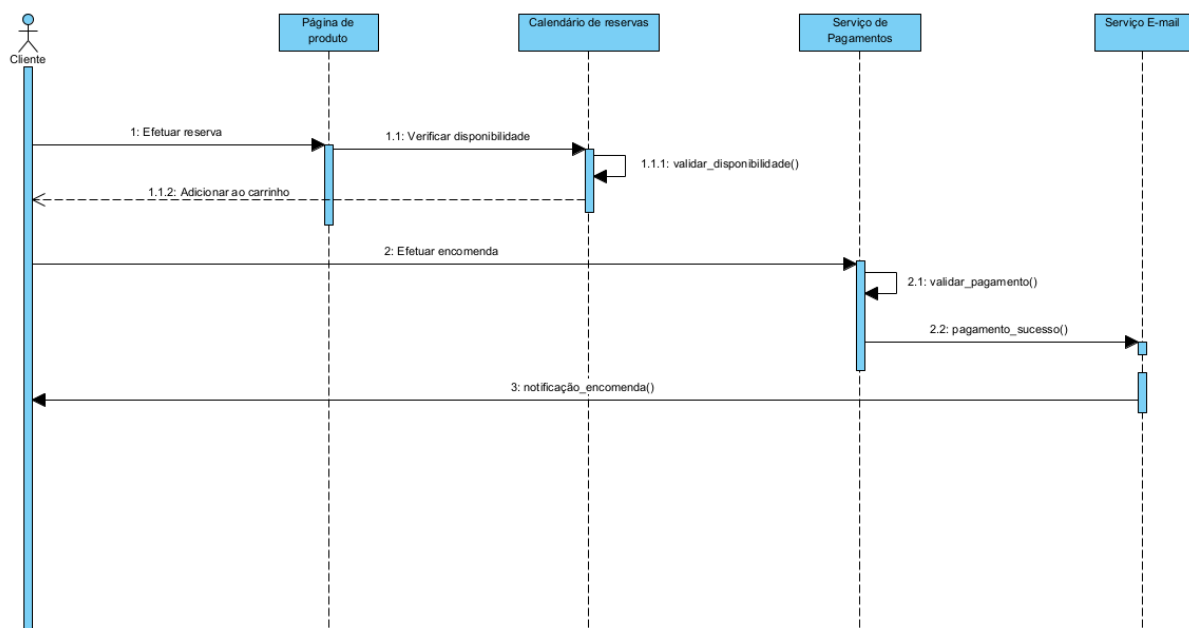 Cliente
Página de
produto
Calendário de reservas
Serviço de
Pagamentos
Serviço E-mail
1: Efetuar reserva
1.1: Verificar disponibilidade
1.1.1: validar_disponibilidade()
1.1.2: Adicionar ao carrinho
2: Efetuar encomenda
2.1: validar_pagamento()
2.2: pagamento_sucesso()
3: notificação_encomenda()